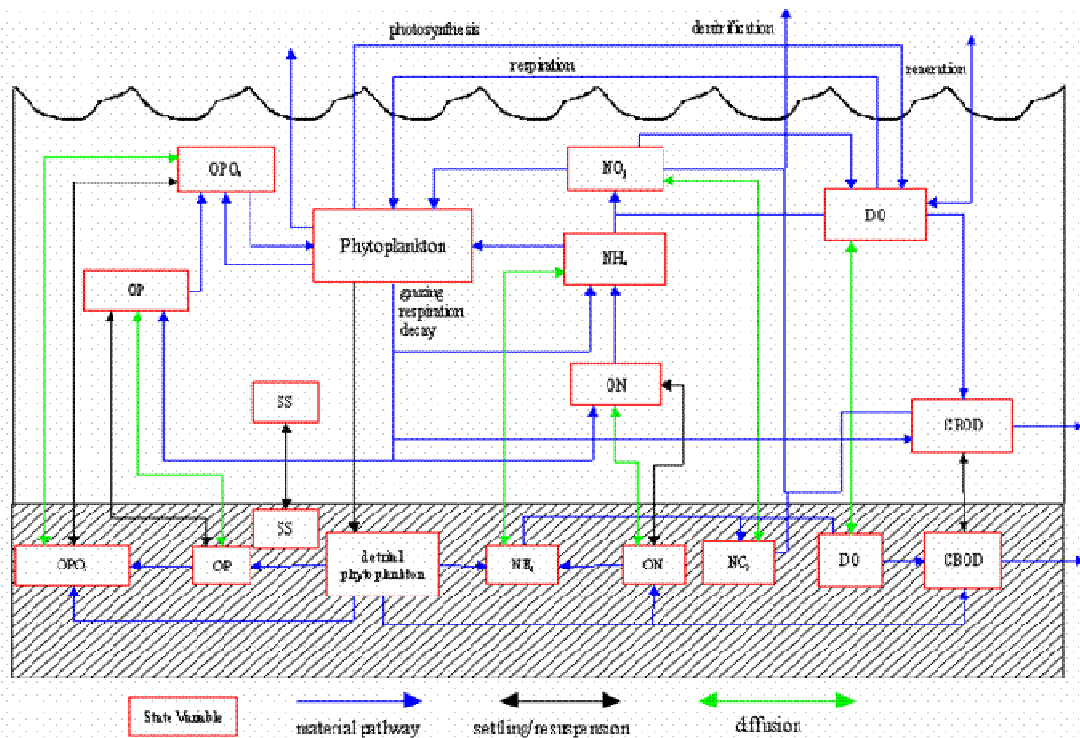 photosynthesis
denitrification
respiration
reaeration
OPO₄
NO₃
DO
Phytoplankton
NH₄
OP
grazing
respiration
decay
ON
SS
CBOD
SS
OPO₄
OP
detrital
phytoplankton
NH₄
ON
NO₃
DO
CBOD
State Variable
material pathway
settling/resuspension
diffusion